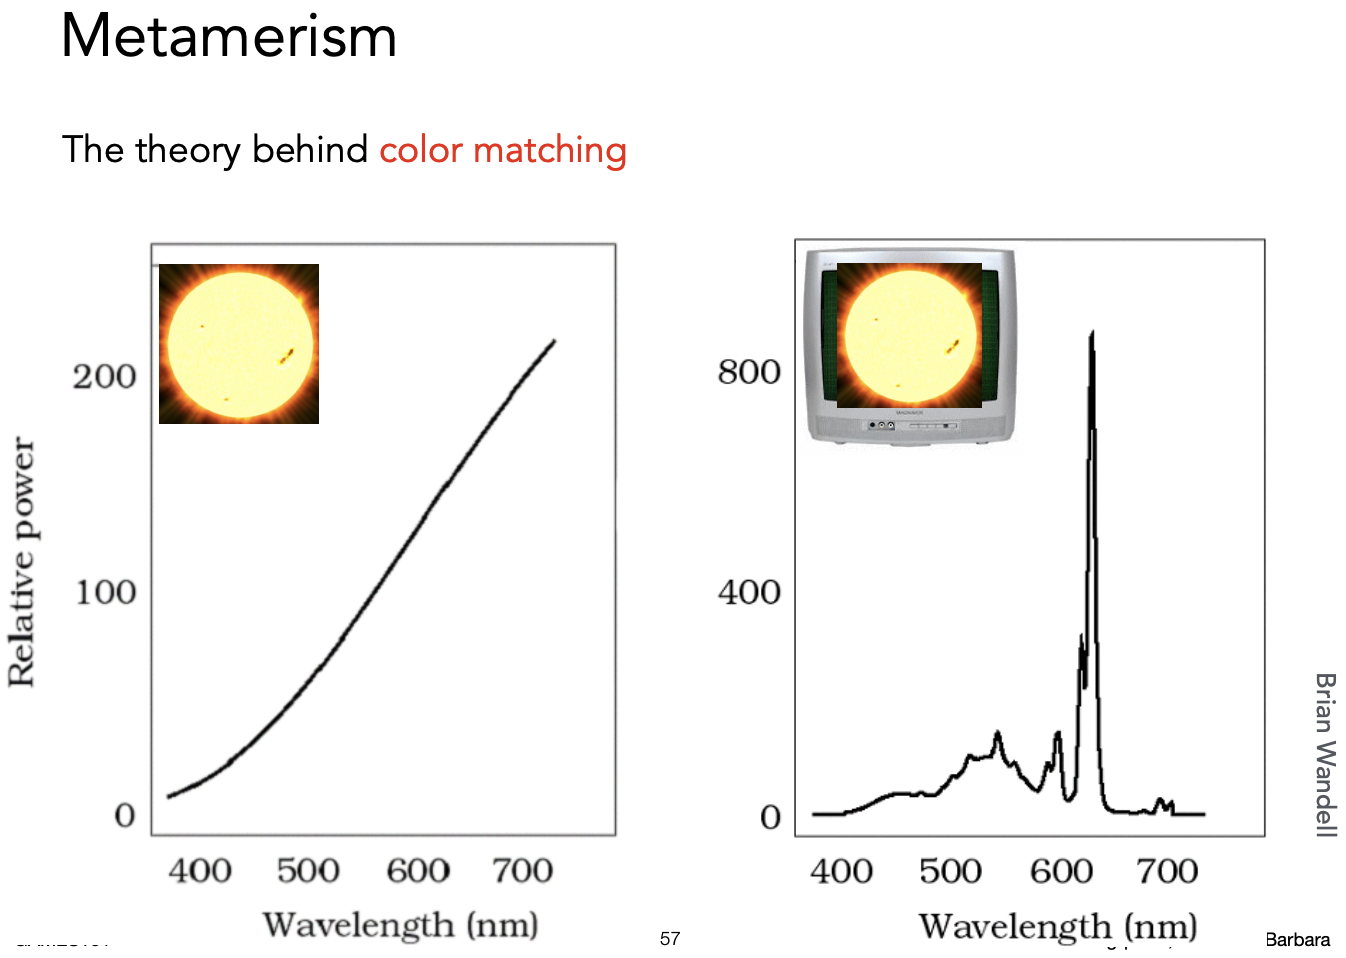 Metamerism
The theory behind color matching
Relative power
200
100
0
400 500 600 700
Wavelength (nm)
800
400
0
400 500 600 700
Wavelength (nm)
Brian Wandell
57
Barbara